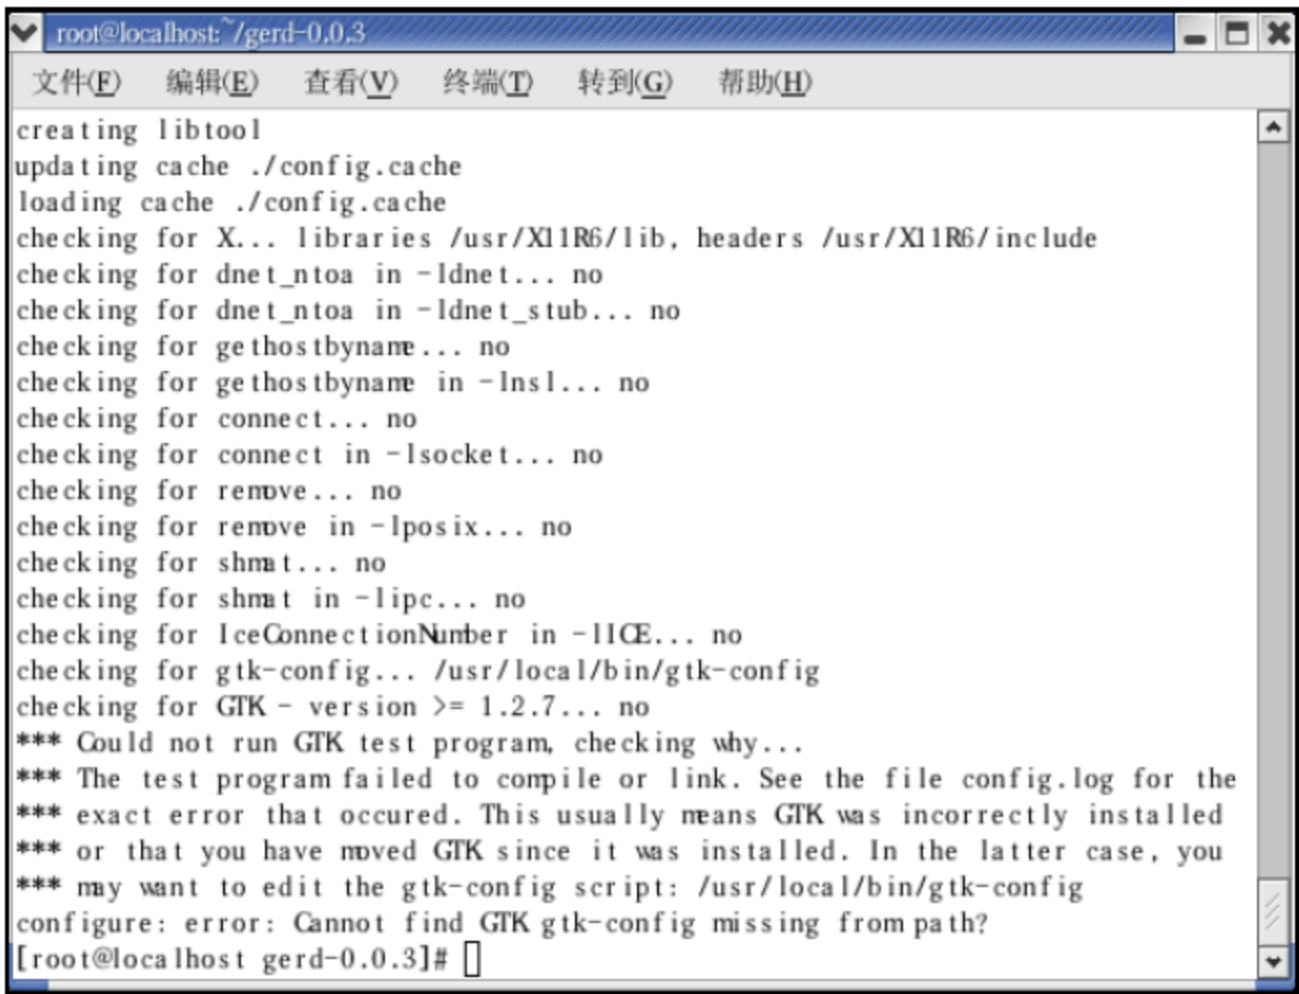 root@localhost:~/gerd-0.0.3
文件(F) 编辑(E) 查看(V) 终端(T) 转到(G) 帮助(H)
creating libtool
updating cache ./config.cache
loading cache ./config.cache
checking for X... libraries /usr/X11R6/lib, headers /usr/X11R6/include
checking for dnet_ntoa in -ldnet... no
checking for dnet_ntoa in -ldnet_stub... no
checking for gethostbyname... no
checking for gethostbyname in -lnsl... no
checking for connect... no
checking for connect in -lsocket... no
checking for remove... no
checking for remove in -lposix... no
checking for shmat... no
checking for shmat in -lipc... no
checking for IceConnectionNumber in -lICE... no
checking for gtk-config... /usr/local/bin/gtk-config
checking for GTK - version >= 1.2.7... no
*** Could not run GTK test program, checking why...
*** The test program failed to compile or link. See the file config.log for the
*** exact error that occured. This usually means GTK was incorrectly installed
*** or that you have moved GTK since it was installed. In the latter case, you
*** may want to edit the gtk-config script: /usr/local/bin/gtk-config
configure: error: Cannot find GTK gtk-config missing from path?
[root@localhost gerd-0.0.3]#